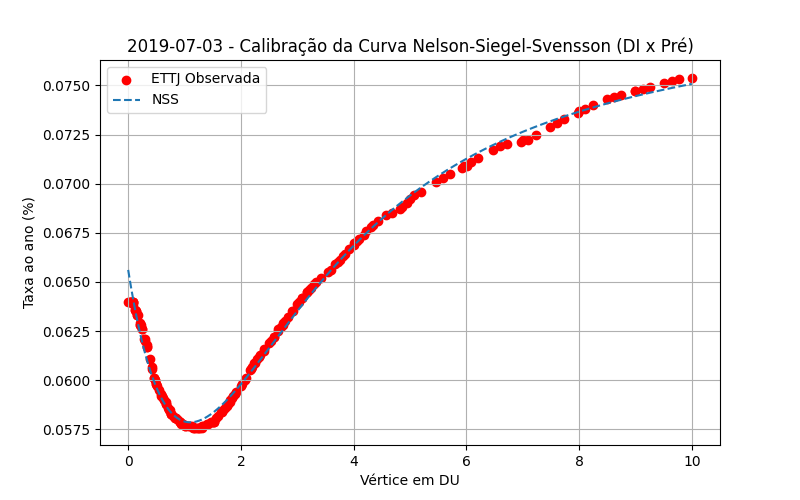 2019-07-03 - Calibração da Curva Nelson-Siegel-Svensson (DI x Pré)
ETTJ Observada
NSS
Taxa ao ano (%)
0.0750
0.0725
0.0700
0.0675
0.0650
0.0625
0.0600
0.0575
0 2 4 6 8 10
Vértice em DU